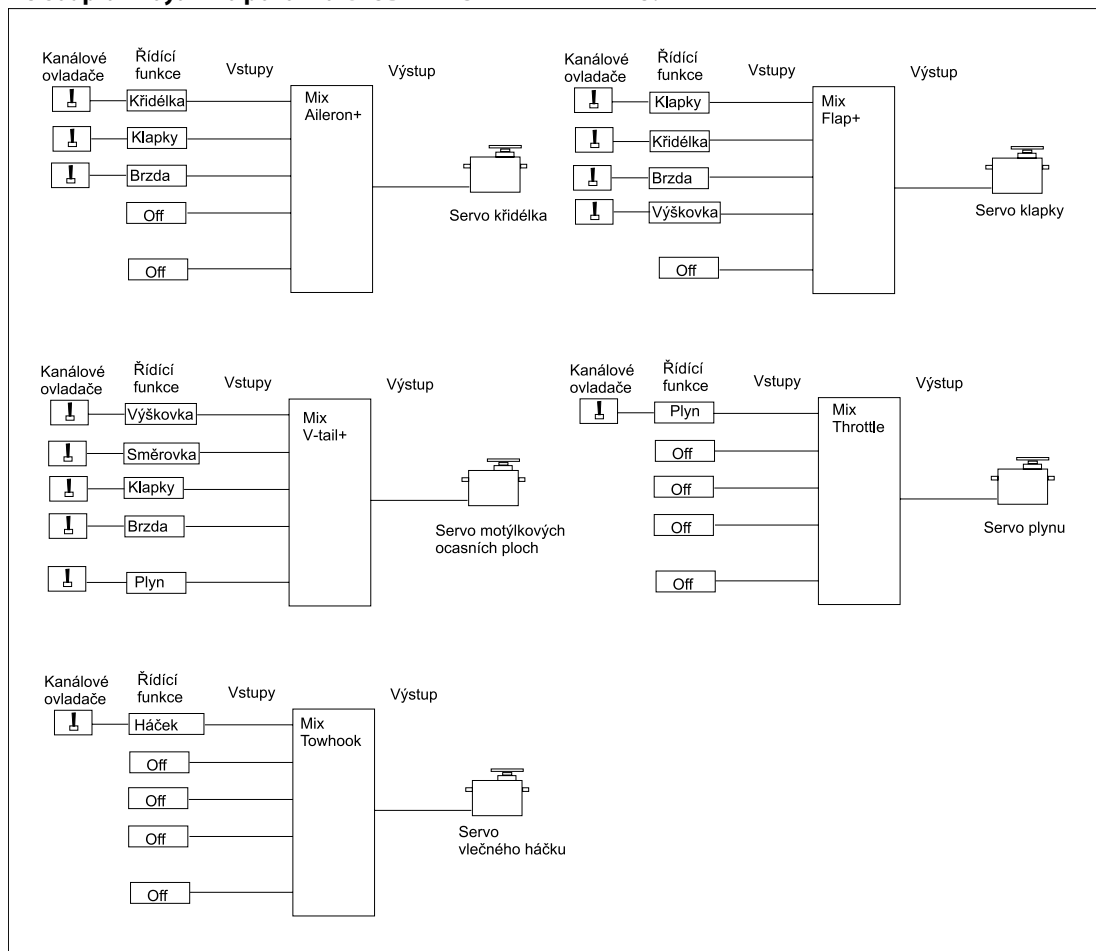 Kanálové ovladače
Řídící funkce
Vstupy
Výstup
Křidélka
Klapky
Brzda
Off
Off
Mix
Aileron+
Servo křidélka
Kanálové ovladače
Řídící funkce
Vstupy
Výstup
Klapky
Křidélka
Brzda
Výškovka
Off
Mix
Flap+
Servo klapky
Kanálové ovladače
Řídící funkce
Vstupy
Výstup
Výškovka
Směrovka
Klapky
Brzda
Plyn
Mix
V-tail+
Servo motýlkových
ocasních ploch
Kanálové ovladače
Řídící funkce
Vstupy
Výstup
Plyn
Off
Off
Off
Off
Mix
Throttle
Servo plynu
Kanálové ovladače
Řídící funkce
Vstupy
Výstup
Háček
Off
Off
Off
Off
Mix
Towhook
Servo
vlečného háčku